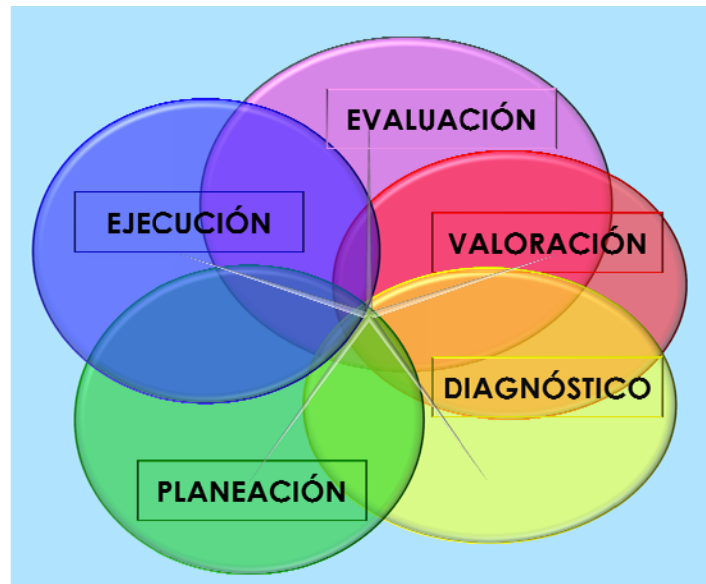 EVALUACIÓN
EJECUCIÓN
VALORACIÓN
DIAGNÓSTICO
PLANEACIÓN